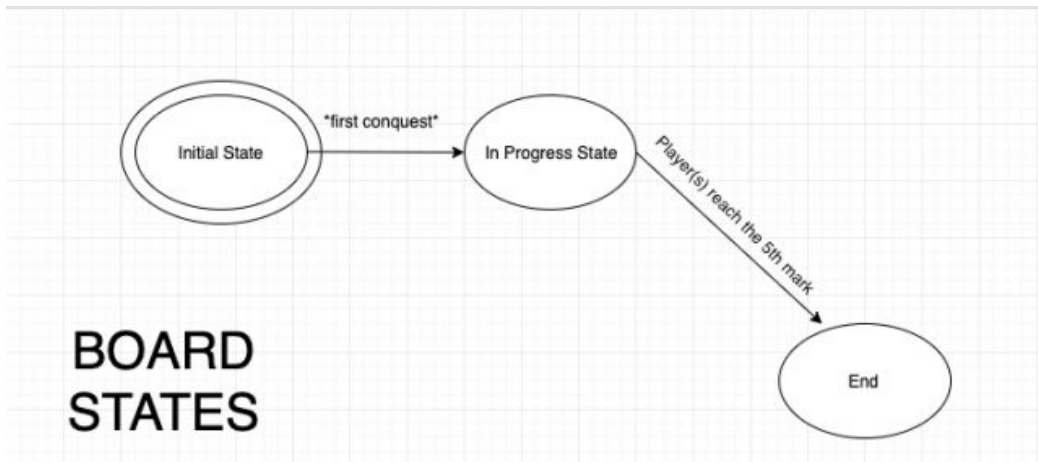 Initial State
*first conquest*
In Progress State
Player(s) reach the 5th mark
End
BOARD
STATES